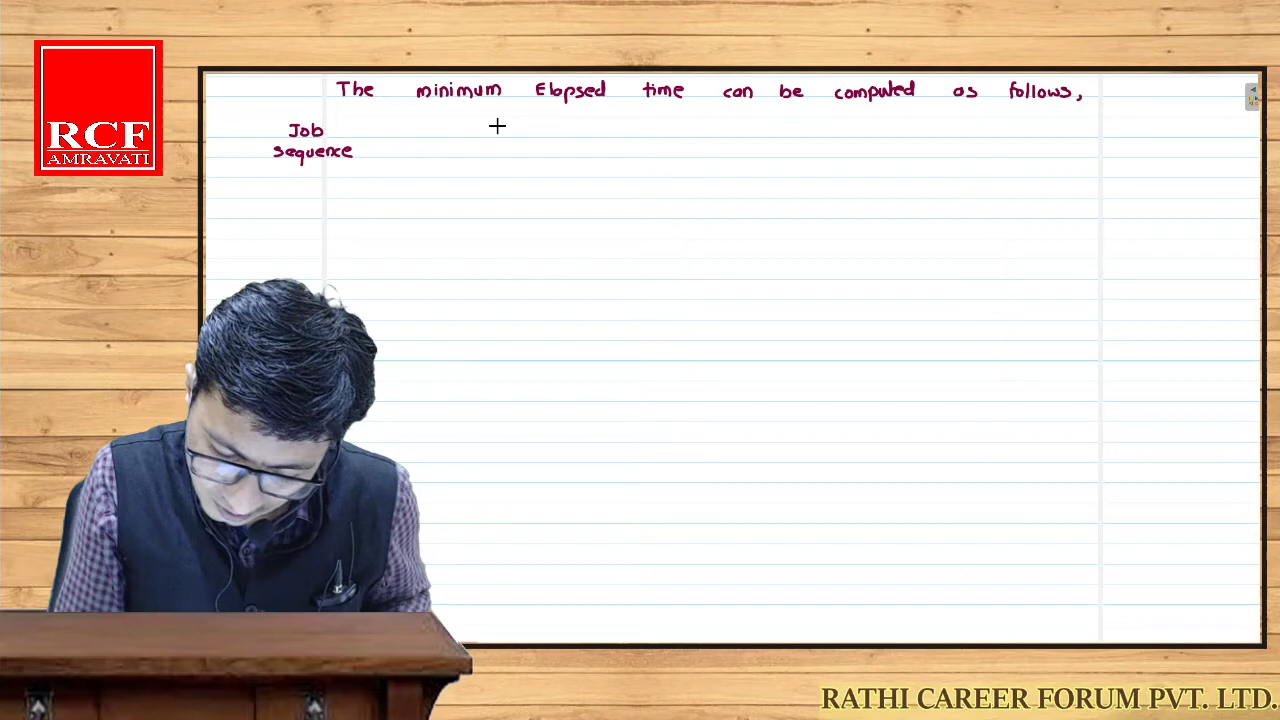 RCF
AMRAVATI
The minimum Elapsed time can be computed as follows,
Job
sequence
RATHI CAREER FORUM PVT. LTD.